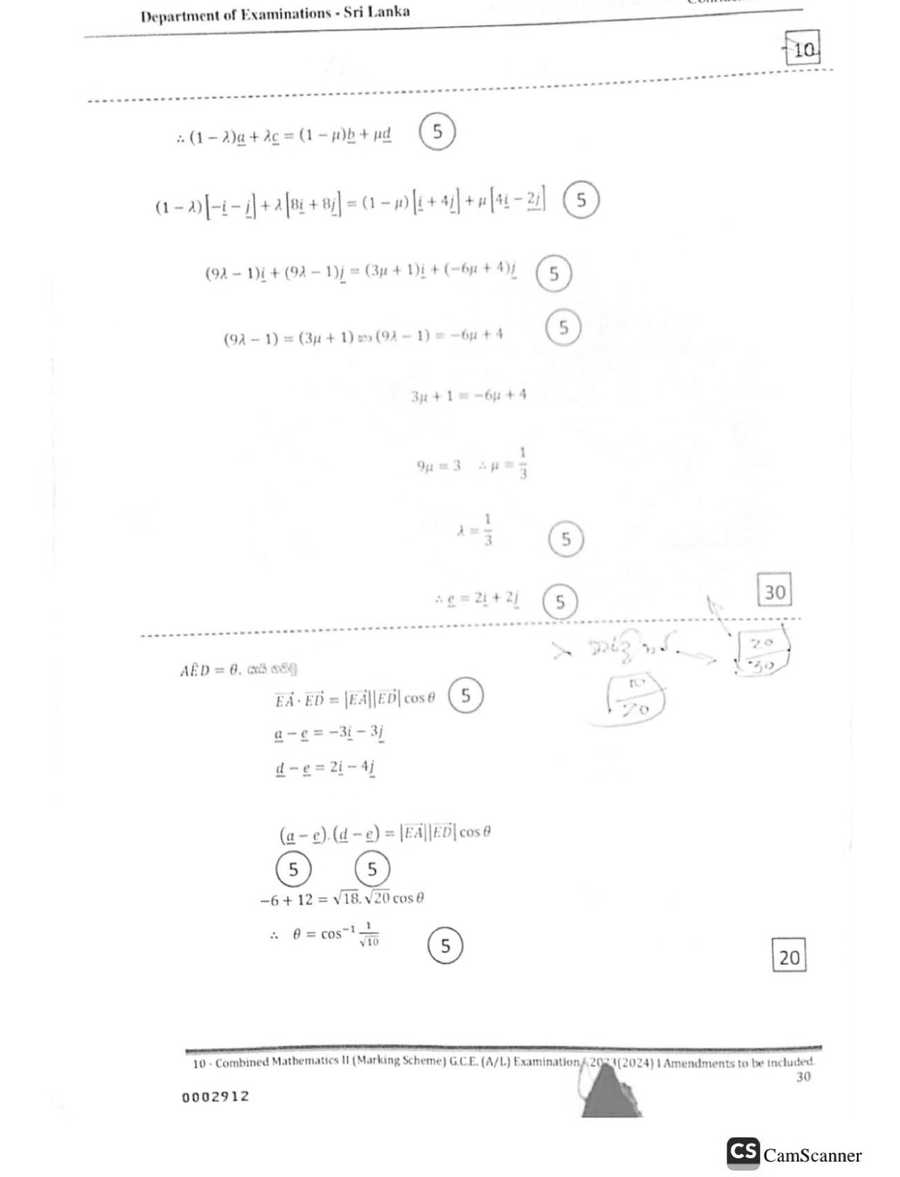 Department of Examinations - Sri Lanka
10
∴ (1 − λ)a̲ + λc̲ = (1 − μ)b̲ + μd̲ 5
(1 − λ)[−i̲ − j̲] + λ[8i̲ + 8j̲] = (1 − μ)[i̲ + 4j̲] + μ[4i̲ − 2j̲] 5
(9λ − 1)i̲ + (9λ − 1)j̲ = (3μ + 1)i̲ + (−6μ + 4)j̲ 5
(9λ − 1) = (3μ + 1) සහ (9λ − 1) = −6μ + 4 5
3μ + 1 = −6μ + 4
9μ = 3 ∴ μ = 1/3
λ = 1/3 5
∴ e̲ = 2i̲ + 2j̲ 5
30
20/30
AÊD = θ. යැයි ගනිමු
10/20
EA⃗ · ED⃗ = |EA⃗||ED⃗| cos θ 5
a̲ − e̲ = −3i̲ − 3j̲
d̲ − e̲ = 2i̲ − 4j̲
(a̲ − e̲).(d̲ − e̲) = |EA⃗||ED⃗| cos θ
5 5
−6 + 12 = √18. √20 cos θ
∴ θ = cos⁻¹ 1/√10 5
20
10 - Combined Mathematics II (Marking Scheme) G.C.E. (A/L) Examination 2023(2024) I Amendments to be included.
30
0002912
CS CamScanner